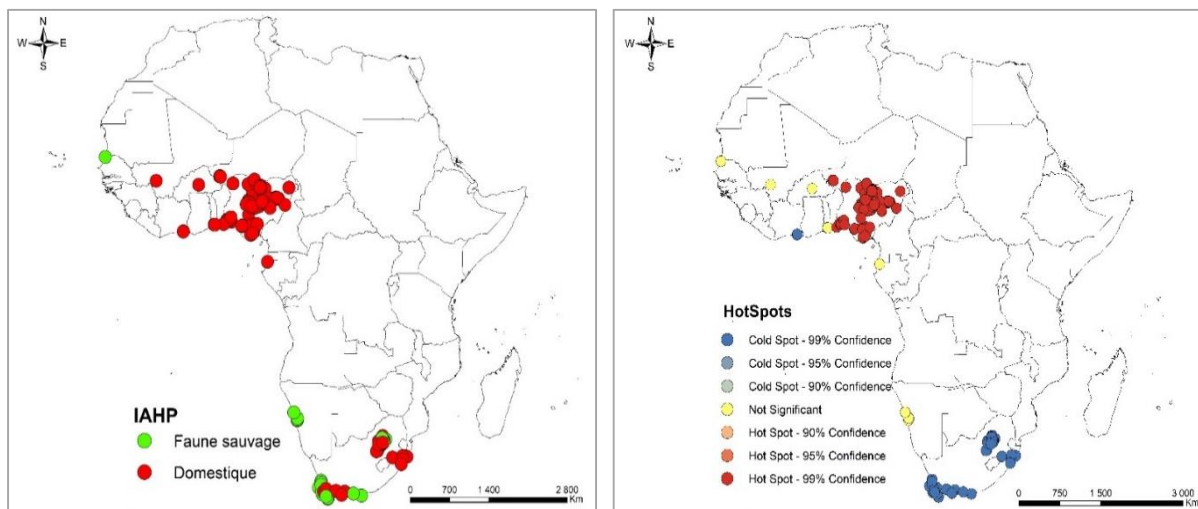 N
W E
S
IAHP
Faune sauvage
Domestique
0 700 1 400 2 800
Km
N
W E
S
HotSpots
Cold Spot - 99% Confidence
Cold Spot - 95% Confidence
Cold Spot - 90% Confidence
Not Significant
Hot Spot - 90% Confidence
Hot Spot - 95% Confidence
Hot Spot - 99% Confidence
0 750 1 500 3 000
Km